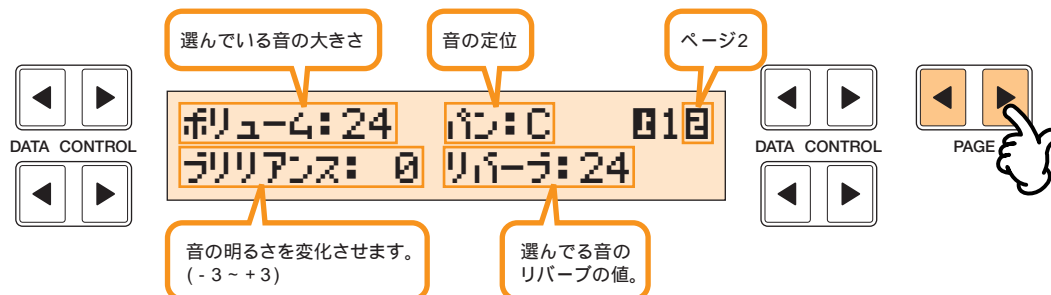 選んでいる音の大きさ
音の定位
ページ2
ボリューム:24 パン:C 112
ブリリアンス: 0 リバーブ:24
DATA CONTROL
DATA CONTROL
PAGE
音の明るさを変化させます。
(-3~+3)
選んでる音の
リバーブの値。